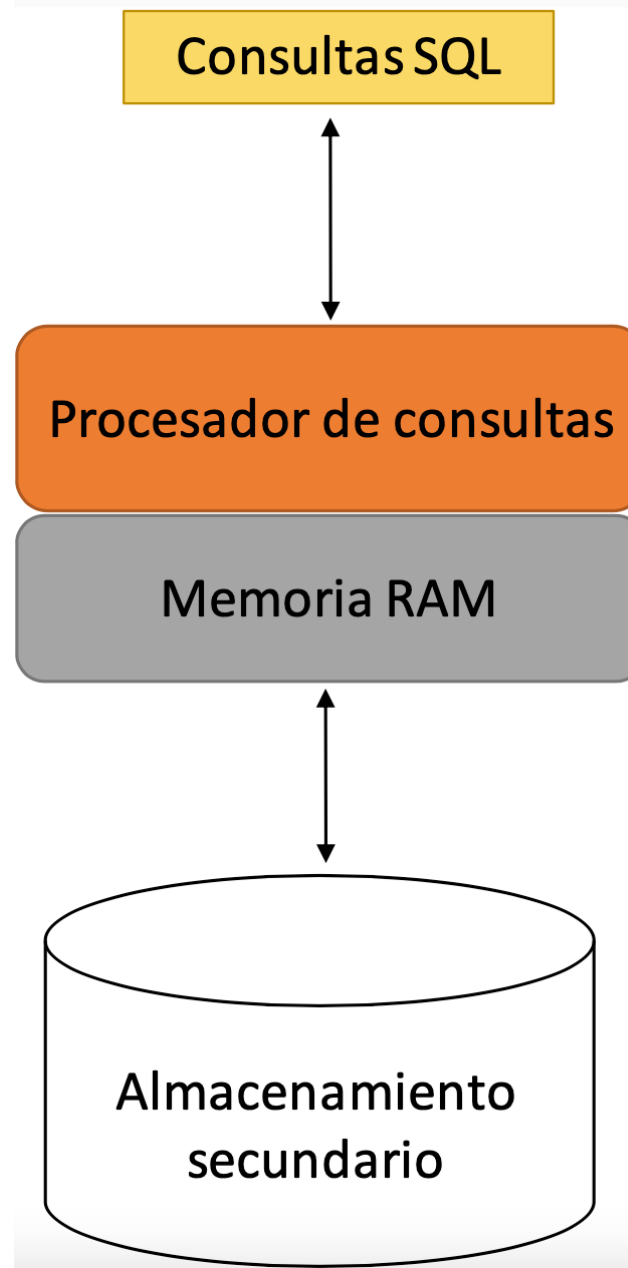 Consultas SQL
Procesador de consultas
Memoria RAM
Almacenamiento
secundario